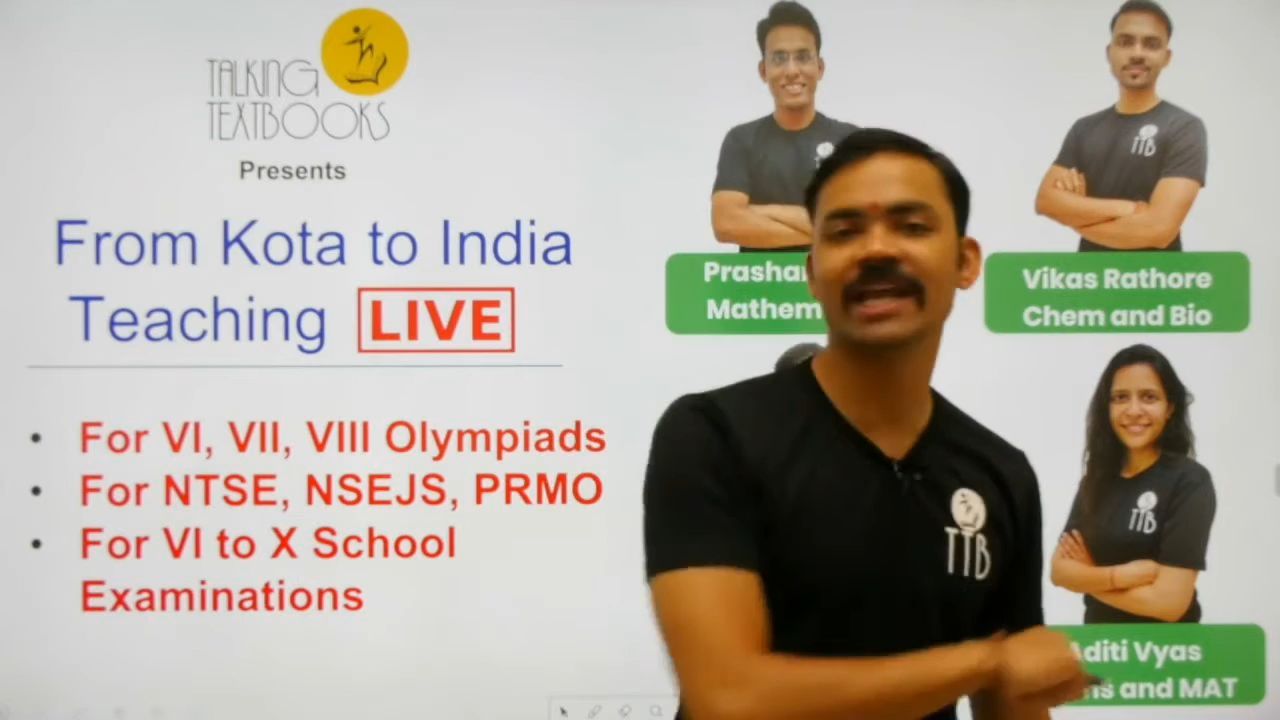 TALKING
TEXTBOOKS
Presents
From Kota to India
Teaching LIVE
• For VI, VII, VIII Olympiads
• For NTSE, NSEJS, PRMO
• For VI to X School
Examinations
TTB
Vikas Rathore
Chem and Bio
TTB
TTB
Aditi Vyas
and MAT